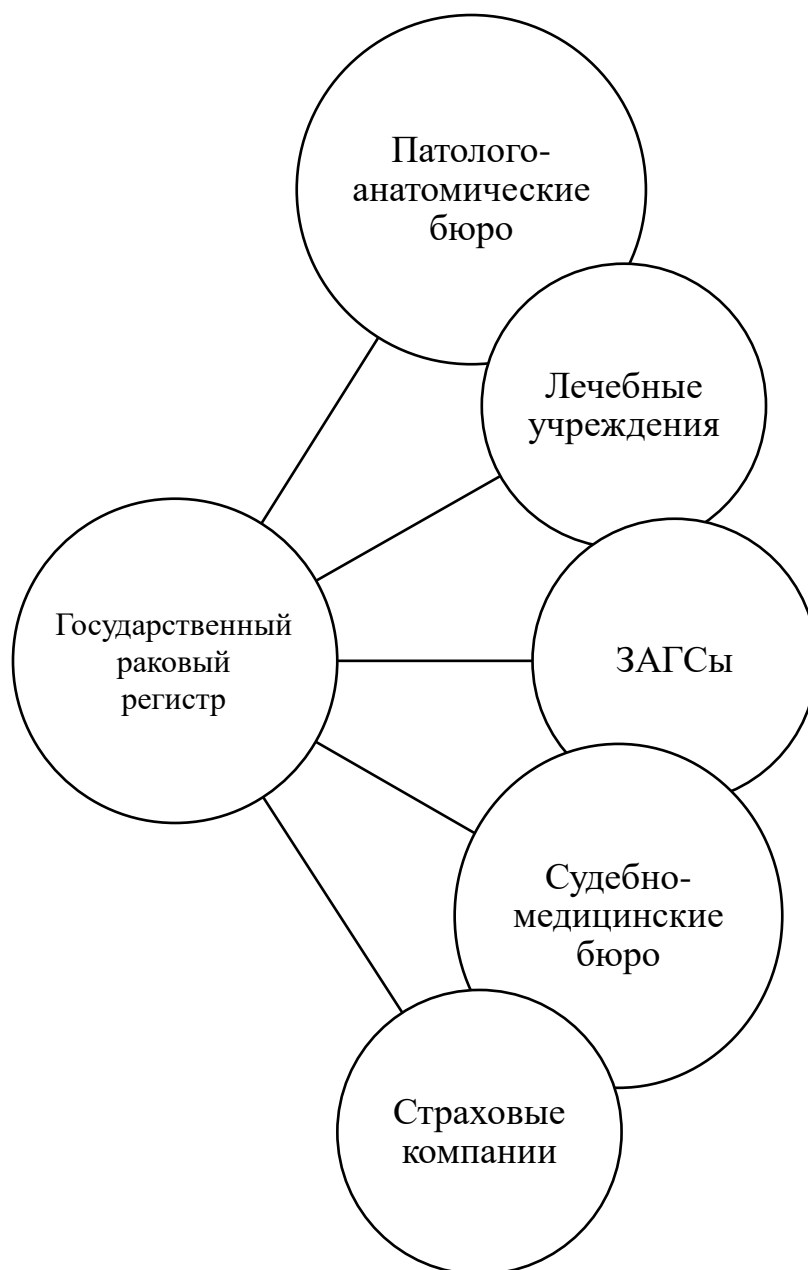 Патолого-
анатомические
бюро
Лечебные
учреждения
Государственный
раковый
регистр
ЗАГСы
Судебно-
медицинские
бюро
Страховые
компании